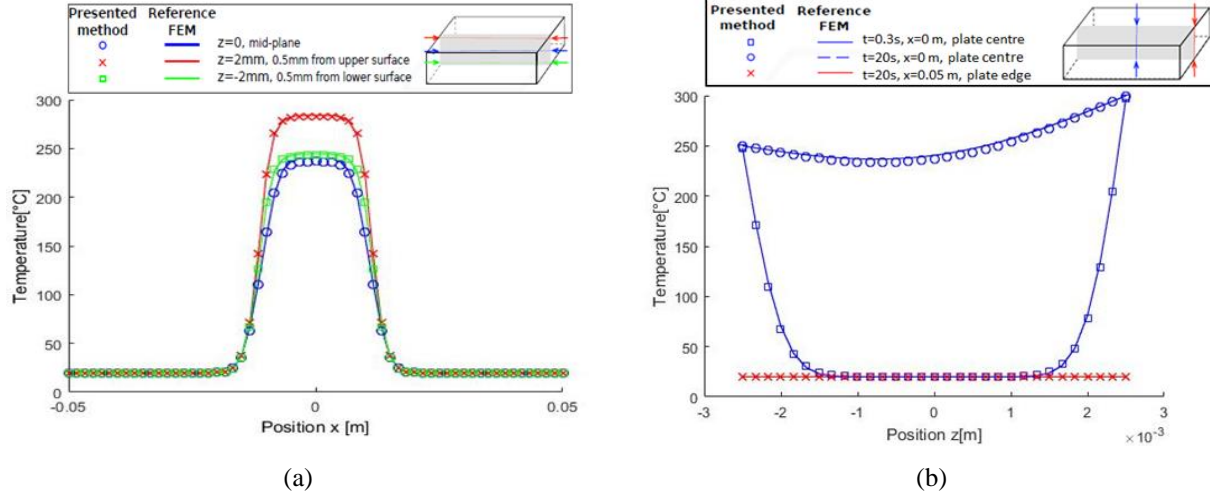 Presented method
Reference FEM
z=0, mid-plane
z=2mm, 0.5mm from upper surface
z=-2mm, 0.5mm from lower surface
300
250
200
150
100
50
0
Temperature[°C]
-0.05
0
0.05
Position x [m]
(a)
Presented method
Reference FEM
t=0.3s, x=0 m, plate centre
t=20s, x=0 m, plate centre
t=20s, x=0.05 m, plate edge
300
250
200
150
100
50
0
Temperature[°C]
-3
-2
-1
0
1
2
3
Position z[m]
× 10⁻³
(b)